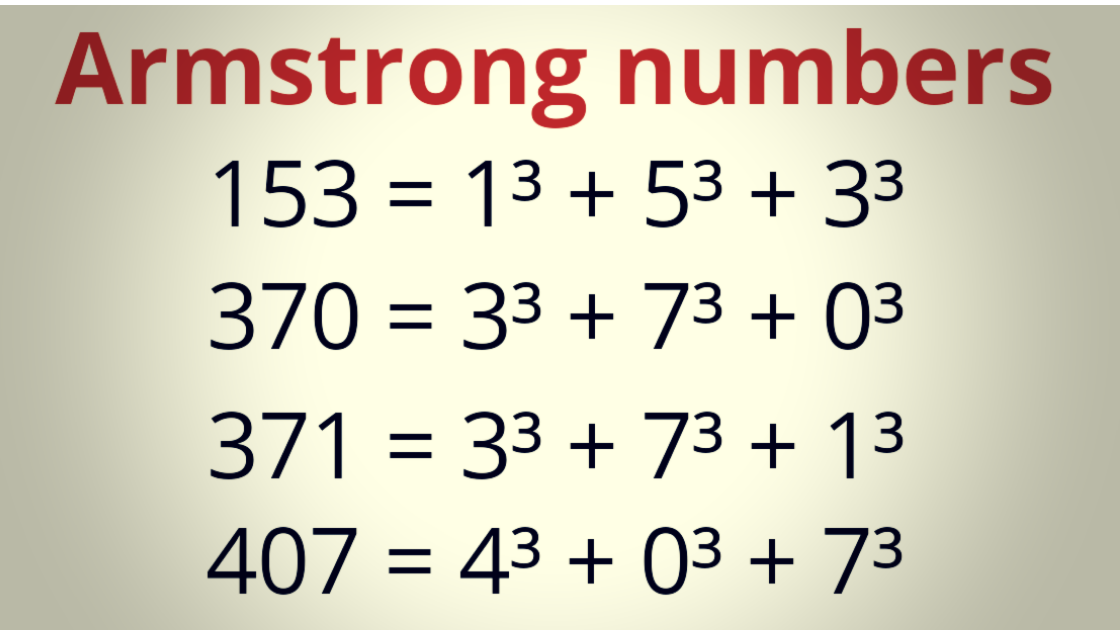 Armstrong numbers
153 = 1³ + 5³ + 3³
370 = 3³ + 7³ + 0³
371 = 3³ + 7³ + 1³
407 = 4³ + 0³ + 7³